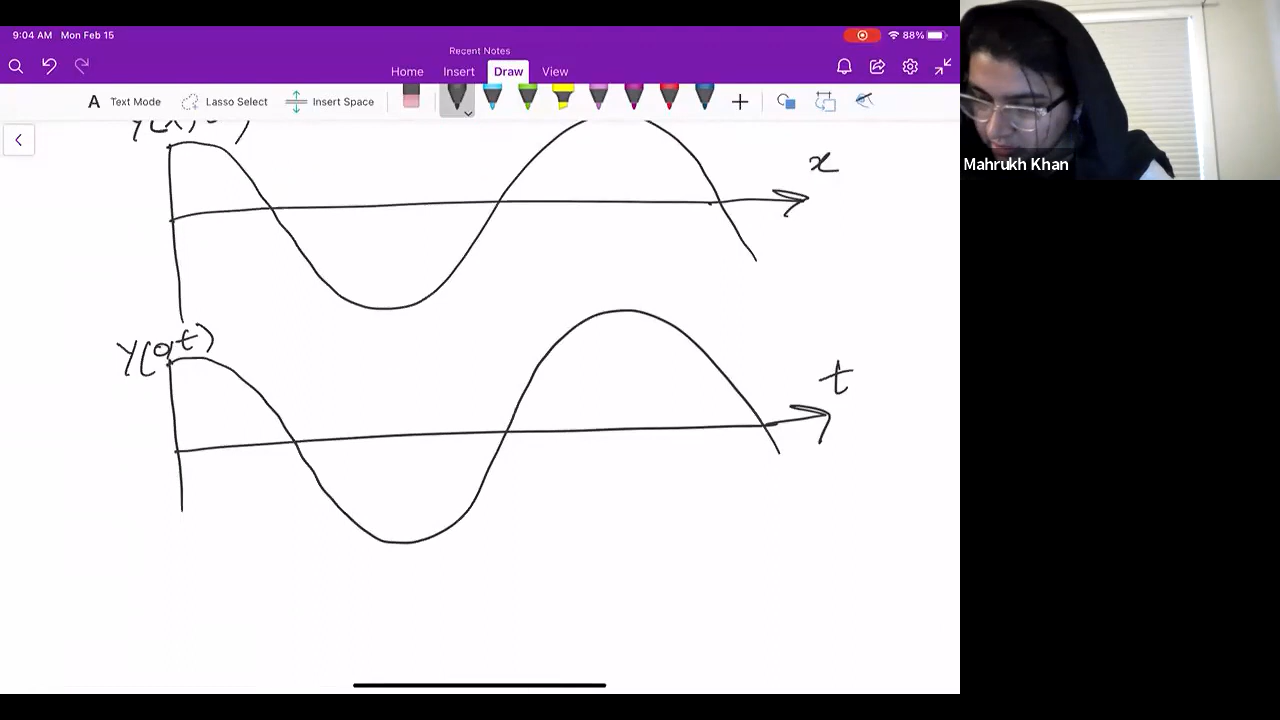 9:04 AM Mon Feb 15
88%
Recent Notes
Home Insert Draw View
A Text Mode Lasso Select Insert Space
x
Y(0,t)
t
Mahrukh Khan